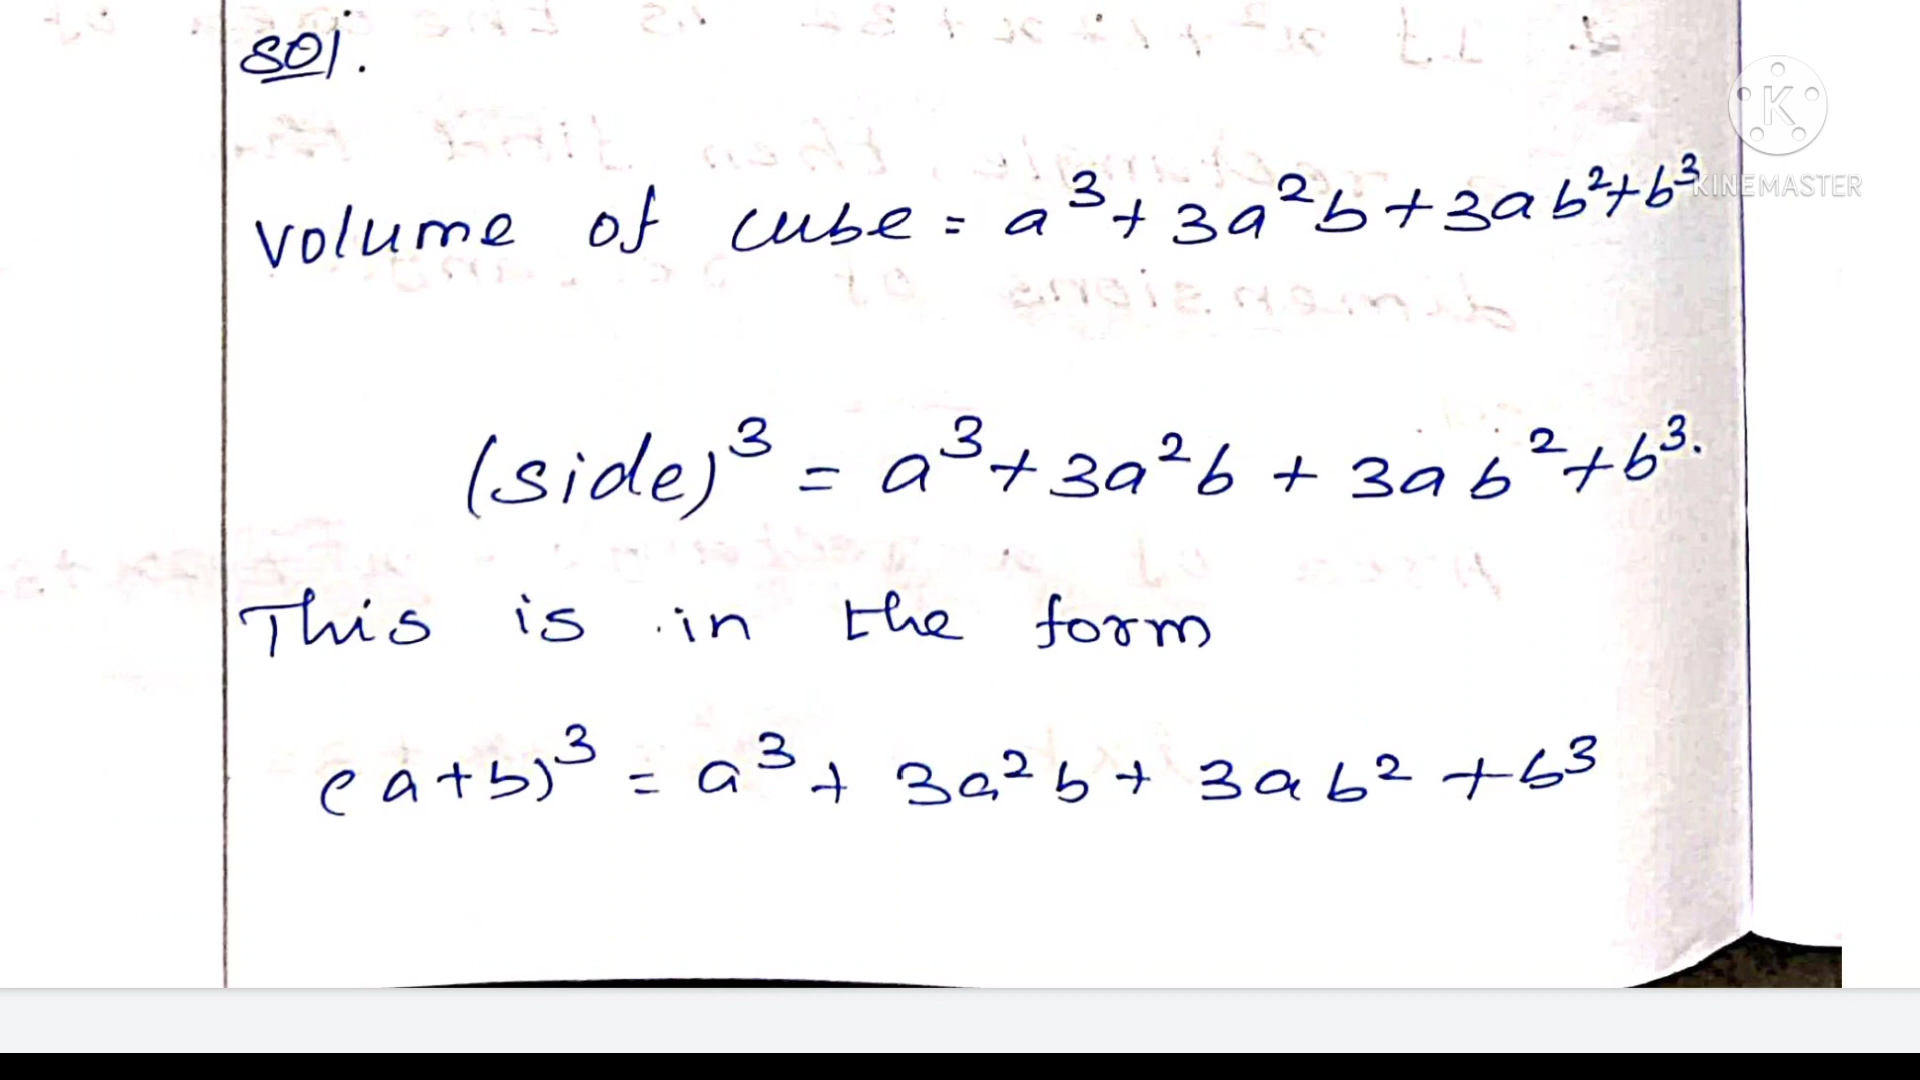 Sol.
K
KINEMASTER
Volume of cube = a³ + 3a²b + 3ab² + b³
(side)³ = a³ + 3a²b + 3ab² + b³.
This is in the form
(a+b)³ = a³ + 3a²b + 3ab² + b³